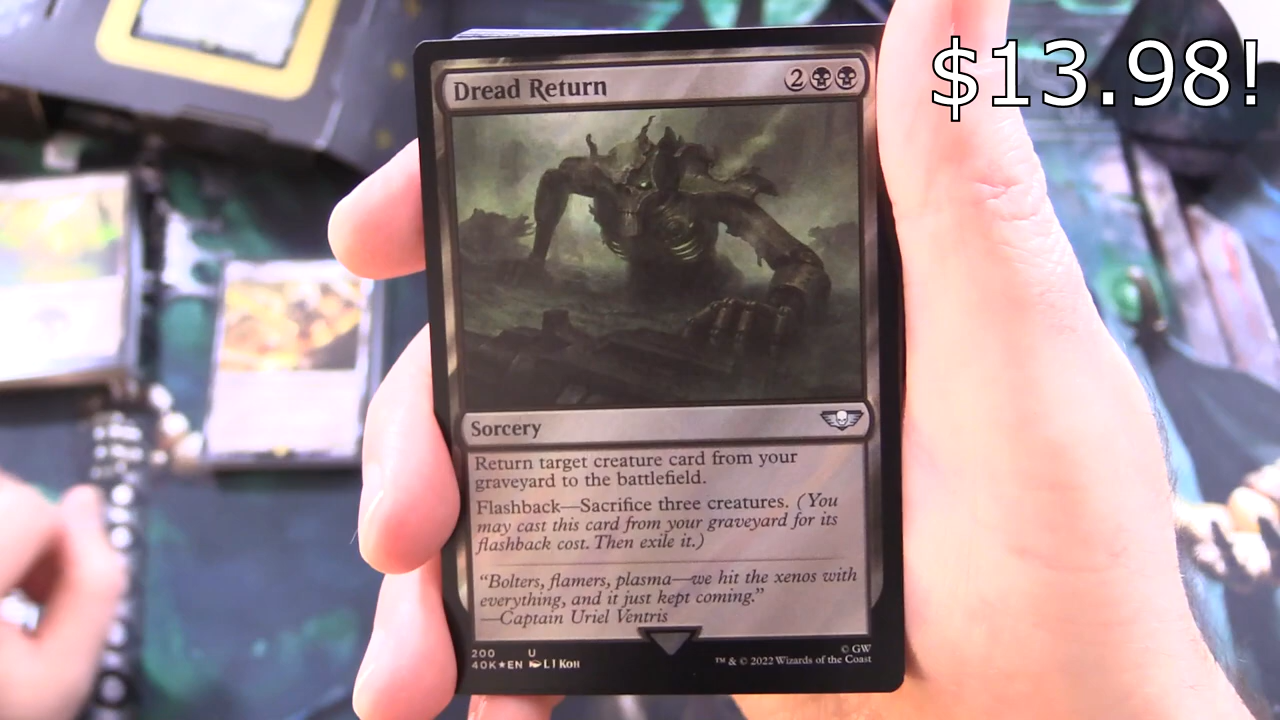 $13.98!
Dread Return
2
Sorcery
Return target creature card from your
graveyard to the battlefield.
Flashback—Sacrifice three creatures. (You
may cast this card from your graveyard for its
flashback cost. Then exile it.)
“Bolters, flamers, plasma—we hit the xenos with
everything, and it just kept coming.”
—Captain Uriel Ventris
200 U
40K★EN LI KOH
© GW
™ & © 2022 Wizards of the Coast